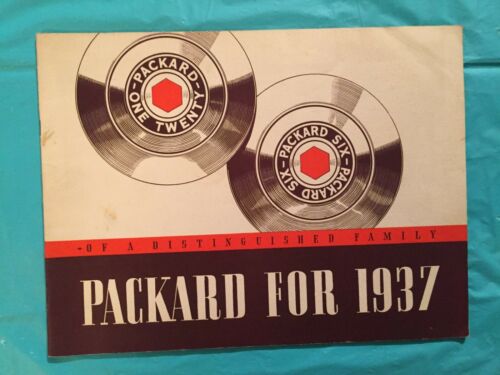 -PACKARD-
ONE TWENTY
PACKARD SIX-PACKARD SIX-
-OF A DISTINGUISHED FAMILY
PACKARD FOR 1937